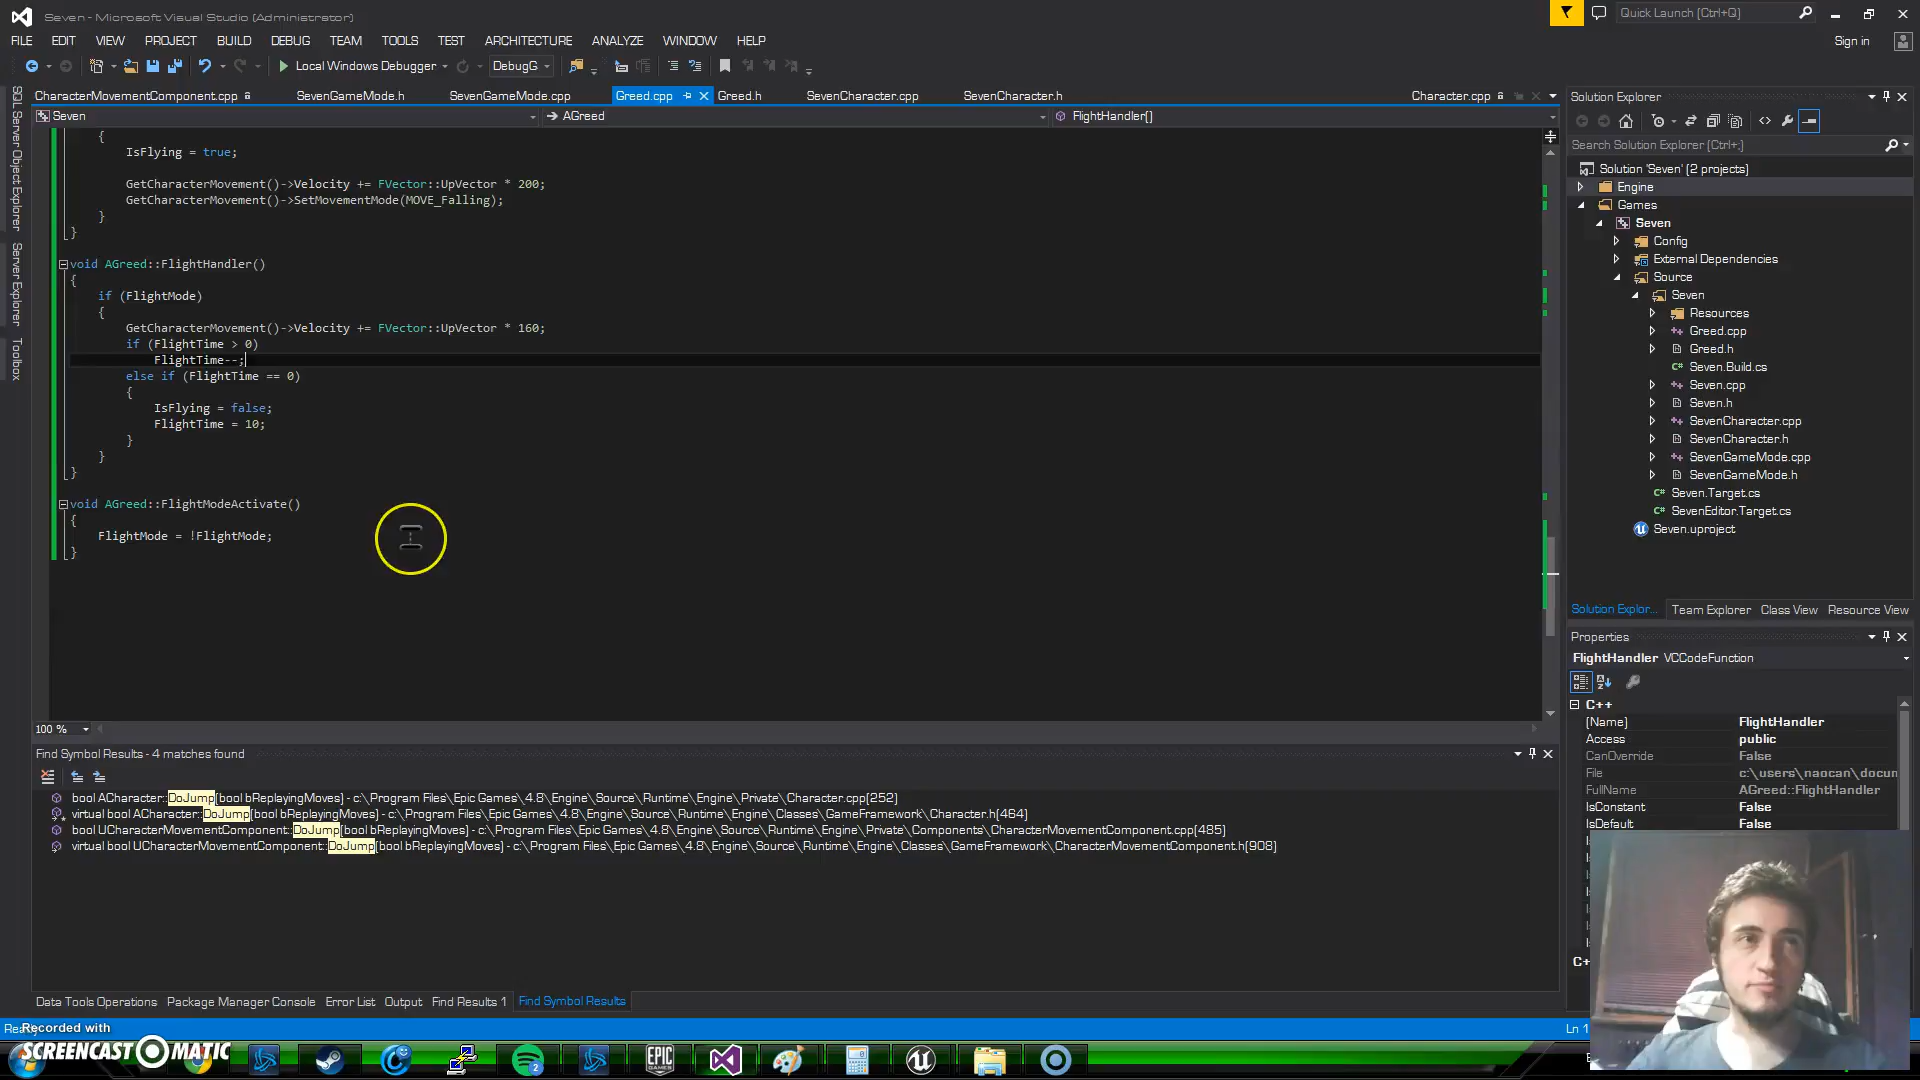 Seven - Microsoft Visual Studio (Administrator)
Quick Launch (Ctrl+Q)
FILE EDIT VIEW PROJECT BUILD DEBUG TEAM TOOLS TEST ARCHITECTURE ANALYZE WINDOW HELP
Sign in
Local Windows Debugger DebugG
CharacterMovementComponent.cpp SevenGameMode.h SevenGameMode.cpp Greed.cpp Greed.h SevenCharacter.cpp SevenCharacter.h Character.cpp
Seven AGreed FlightHandler()
SQL Server Object Explorer
Server Explorer
Toolbox
{
IsFlying = true;
GetCharacterMovement()->Velocity += FVector::UpVector * 200;
GetCharacterMovement()->SetMovementMode(MOVE_Falling);
}
}
void AGreed::FlightHandler()
{
if (FlightMode)
{
GetCharacterMovement()->Velocity += FVector::UpVector * 160;
if (FlightTime > 0)
FlightTime--;
else if (FlightTime == 0)
{
IsFlying = false;
FlightTime = 10;
}
}
}
void AGreed::FlightModeActivate()
{
FlightMode = !FlightMode;
}
100 %
Find Symbol Results - 4 matches found
bool ACharacter::DoJump(bool bReplayingMoves) - c:\Program Files\Epic Games\4.8\Engine\Source\Runtime\Engine\Private\Character.cpp(252)
virtual bool ACharacter::DoJump(bool bReplayingMoves) - c:\Program Files\Epic Games\4.8\Engine\Source\Runtime\Engine\Classes\GameFramework\Character.h(464)
bool UCharacterMovementComponent::DoJump(bool bReplayingMoves) - c:\Program Files\Epic Games\4.8\Engine\Source\Runtime\Engine\Private\Components\CharacterMovementComponent.cpp(485)
virtual bool UCharacterMovementComponent::DoJump(bool bReplayingMoves) - c:\Program Files\Epic Games\4.8\Engine\Source\Runtime\Engine\Classes\GameFramework\CharacterMovementComponent.h(908)
Data Tools Operations Package Manager Console Error List Output Find Results 1 Find Symbol Results
Solution Explorer
Search Solution Explorer (Ctrl+;)
Solution 'Seven' (2 projects)
Engine
Games
Seven
Config
External Dependencies
Source
Seven
Resources
Greed.cpp
Greed.h
Seven.Build.cs
Seven.cpp
Seven.h
SevenCharacter.cpp
SevenCharacter.h
SevenGameMode.cpp
SevenGameMode.h
Seven.Target.cs
SevenEditor.Target.cs
Seven.uproject
Solution Explor... Team Explorer Class View Resource View
Properties
FlightHandler VCCodeFunction
C++
(Name) FlightHandler
Access public
CanOverride False
File c:\users\naocan\docum
FullName AGreed::FlightHandler
IsConstant False
IsDefault False
C+
Ln 1
Recorded with
SCREENCAST MATIC
EPIC GAMES
2